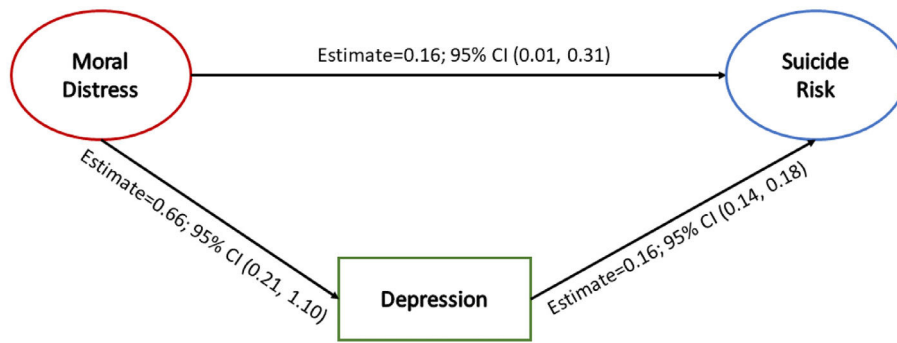 Moral
Distress
Estimate=0.16; 95% CI (0.01, 0.31)
Suicide
Risk
Estimate=0.66; 95% CI (0.21, 1.10)
Depression
Estimate=0.16; 95% CI (0.14, 0.18)